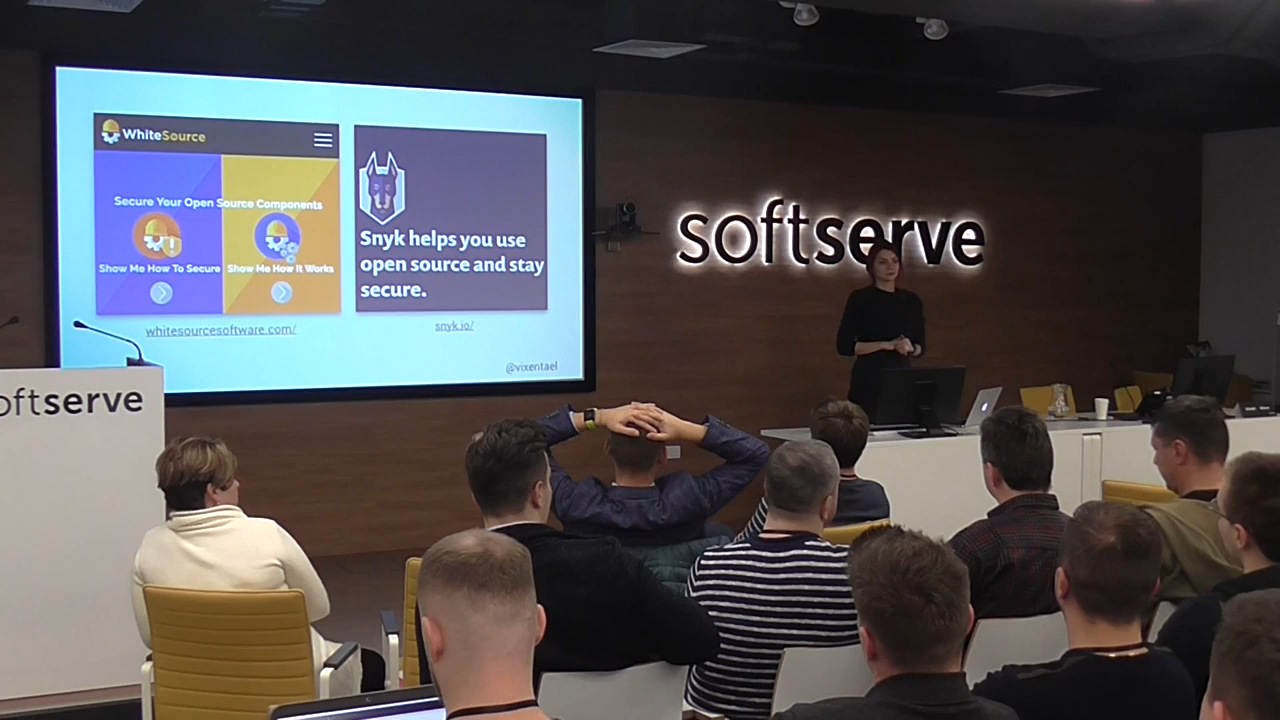 WhiteSource
Secure Your Open Source Components
Show Me How To Secure
Show Me How It Works
whitesourcesoftware.com/
Snyk helps you use
open source and stay
secure.
snyk.io/
@vixentael
softserve
oftserve